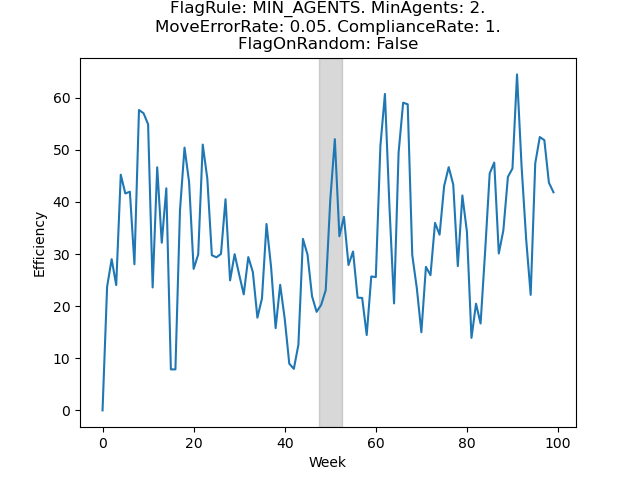 FlagRule: MIN_AGENTS. MinAgents: 2.
MoveErrorRate: 0.05. ComplianceRate: 1.
FlagOnRandom: False
60
50
40
30
20
10
0
Efficiency
0 20 40 60 80 100
Week